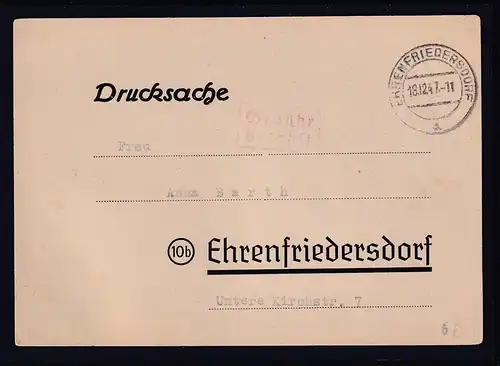 EHRENFRIEDERSDORF
18.12.47.-11
a
Drucksache
Gebühr
bezahlt
Frau
Anna Barth
(10b) Ehrenfriedersdorf
Untere Kirchstr. 7